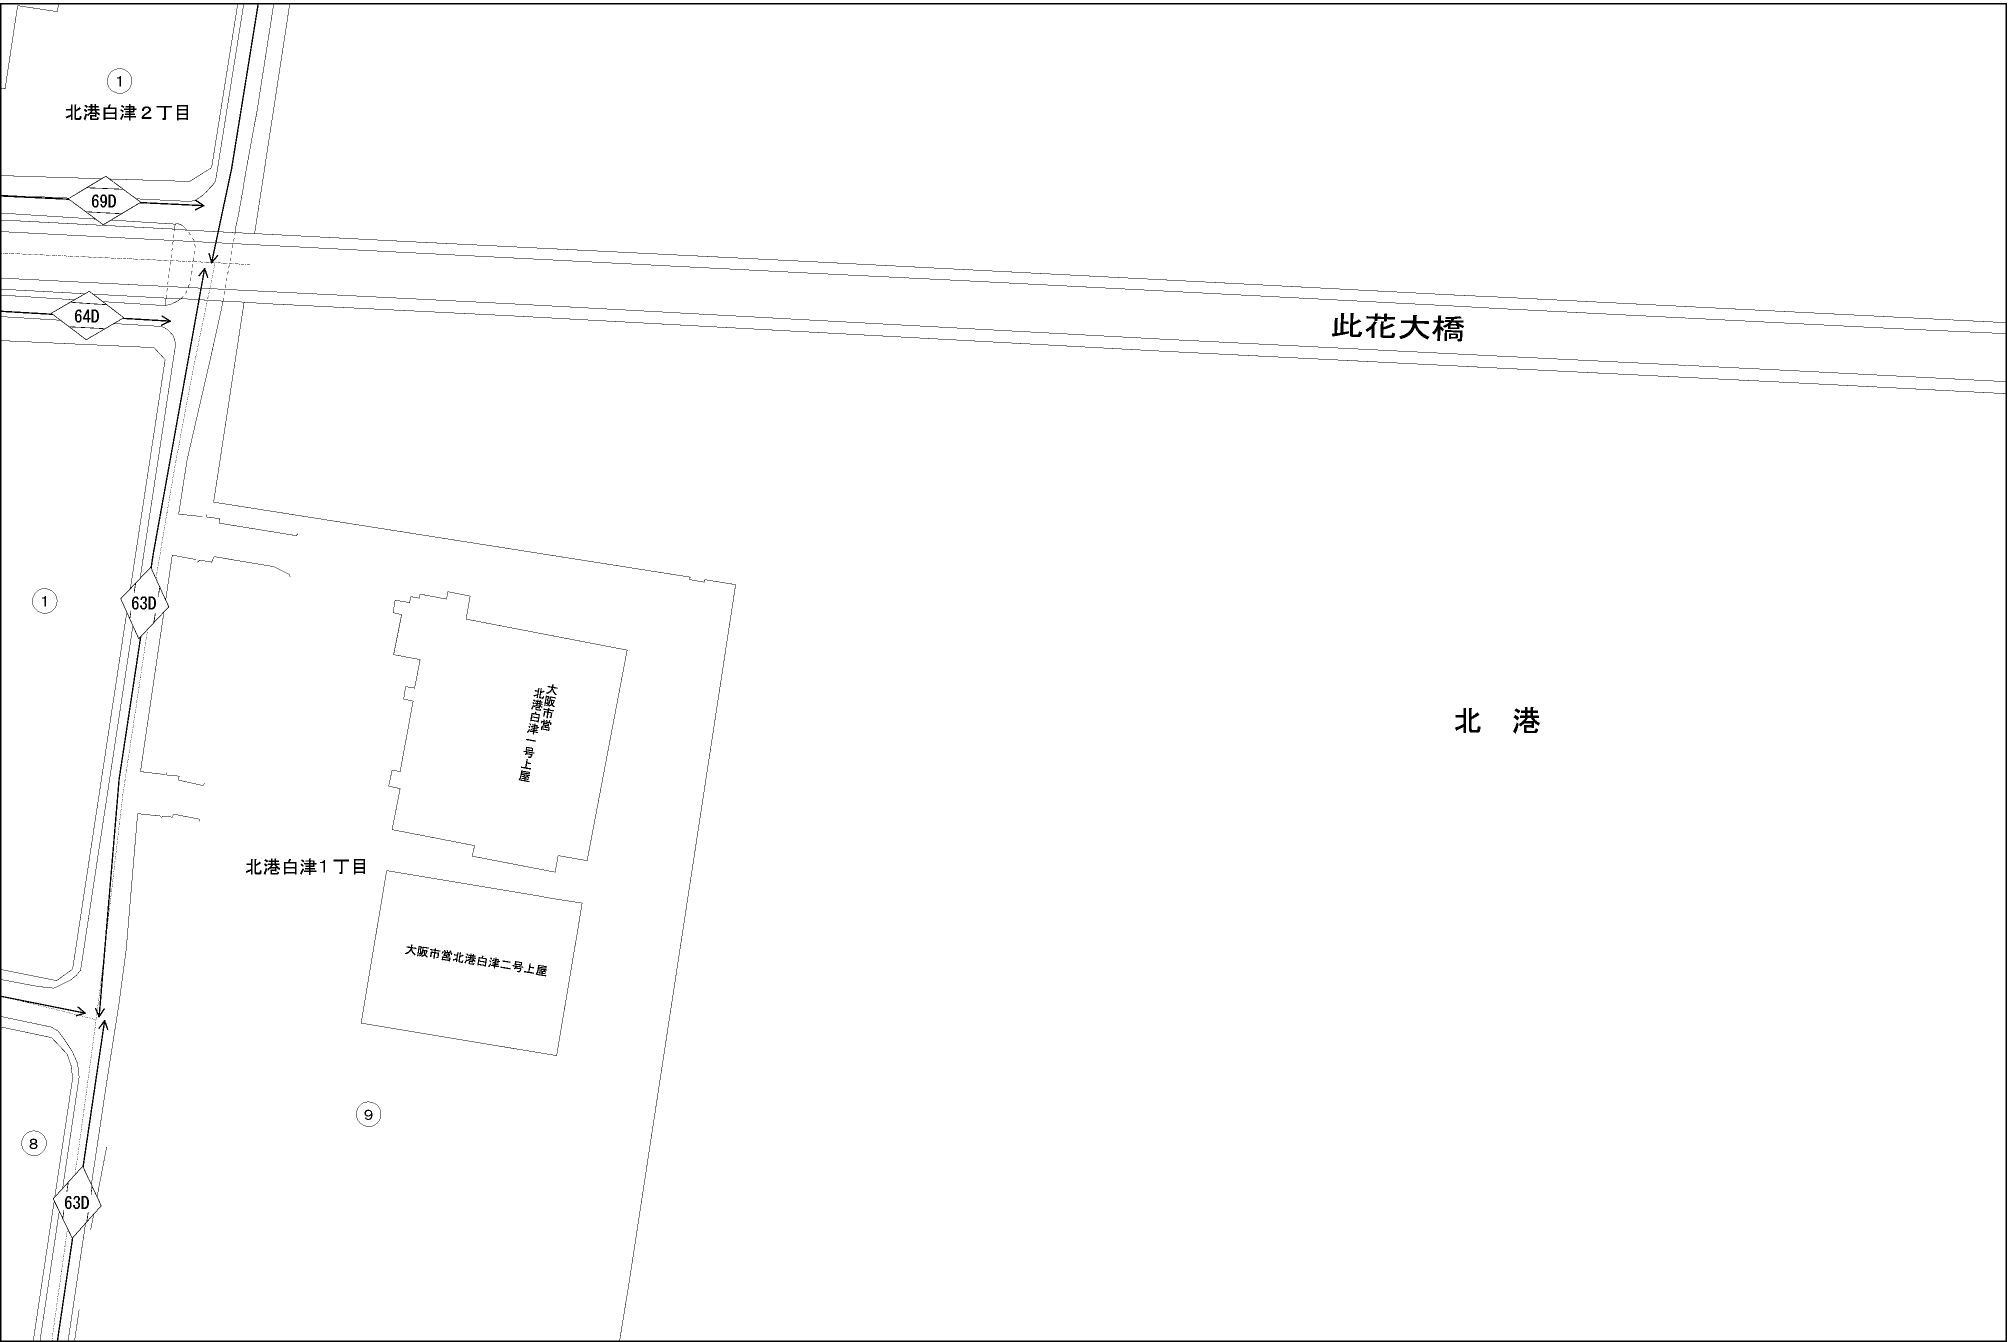 ①
北港白津２丁目
69D
64D
此花大橋
①
63D
大阪市営
北港白津一号上屋
北　港
北港白津１丁目
大阪市営北港白津二号上屋
⑨
⑧
63D